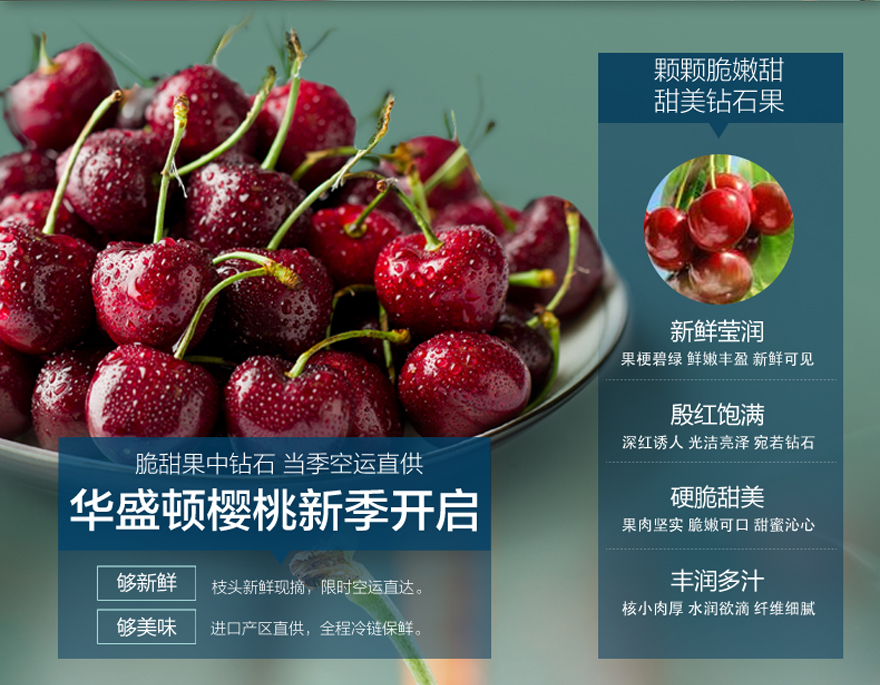 颗颗脆嫩甜
甜美钻石果
新鲜莹润
果梗碧绿 鲜嫩丰盈 新鲜可见
殷红饱满
深红诱人 光洁亮泽 宛若钻石
硬脆甜美
果肉坚实 脆嫩可口 甜蜜沁心
丰润多汁
核小肉厚 水润欲滴 纤维细腻
脆甜果中钻石 当季空运直供
华盛顿樱桃新季开启
够新鲜 枝头新鲜现摘，限时空运直达。
够美味 进口产区直供，全程冷链保鲜。